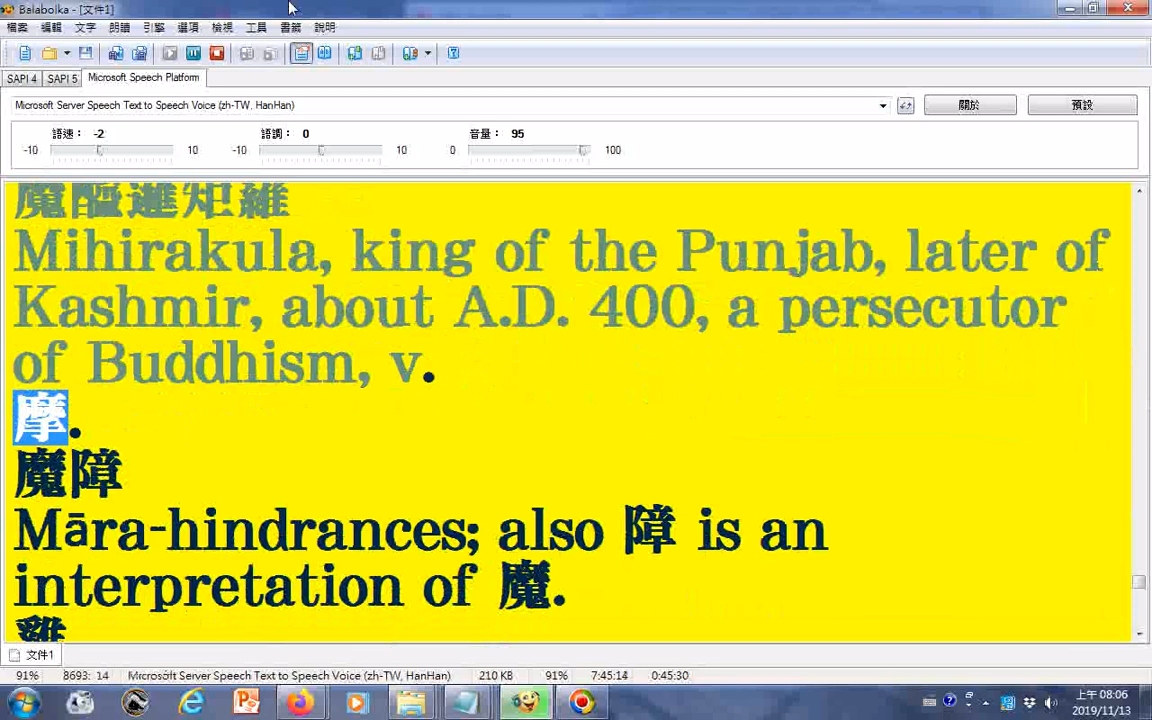 Balabolka - [文件1]
檔案 編輯 文字 朗讀 引擎 選項 檢視 工具 書籤 說明
SAPI 4 SAPI 5 Microsoft Speech Platform
Microsoft Server Speech Text to Speech Voice (zh-TW, HanHan) 關於 預設
語速： -2 語調： 0 音量： 95
-10 10 -10 10 0 100
Mihirakula, king of the Punjab, later of
Kashmir, about A.D. 400, a persecutor
of Buddhism, v.
摩.
魔障
Māra-hindrances; also 障 is an
interpretation of 魔.
文件1
91% 8693: 14 Microsoft Server Speech Text to Speech Voice (zh-TW, HanHan) 210 KB 91% 7:45:14 0:45:30
上午 08:06
2019/11/13